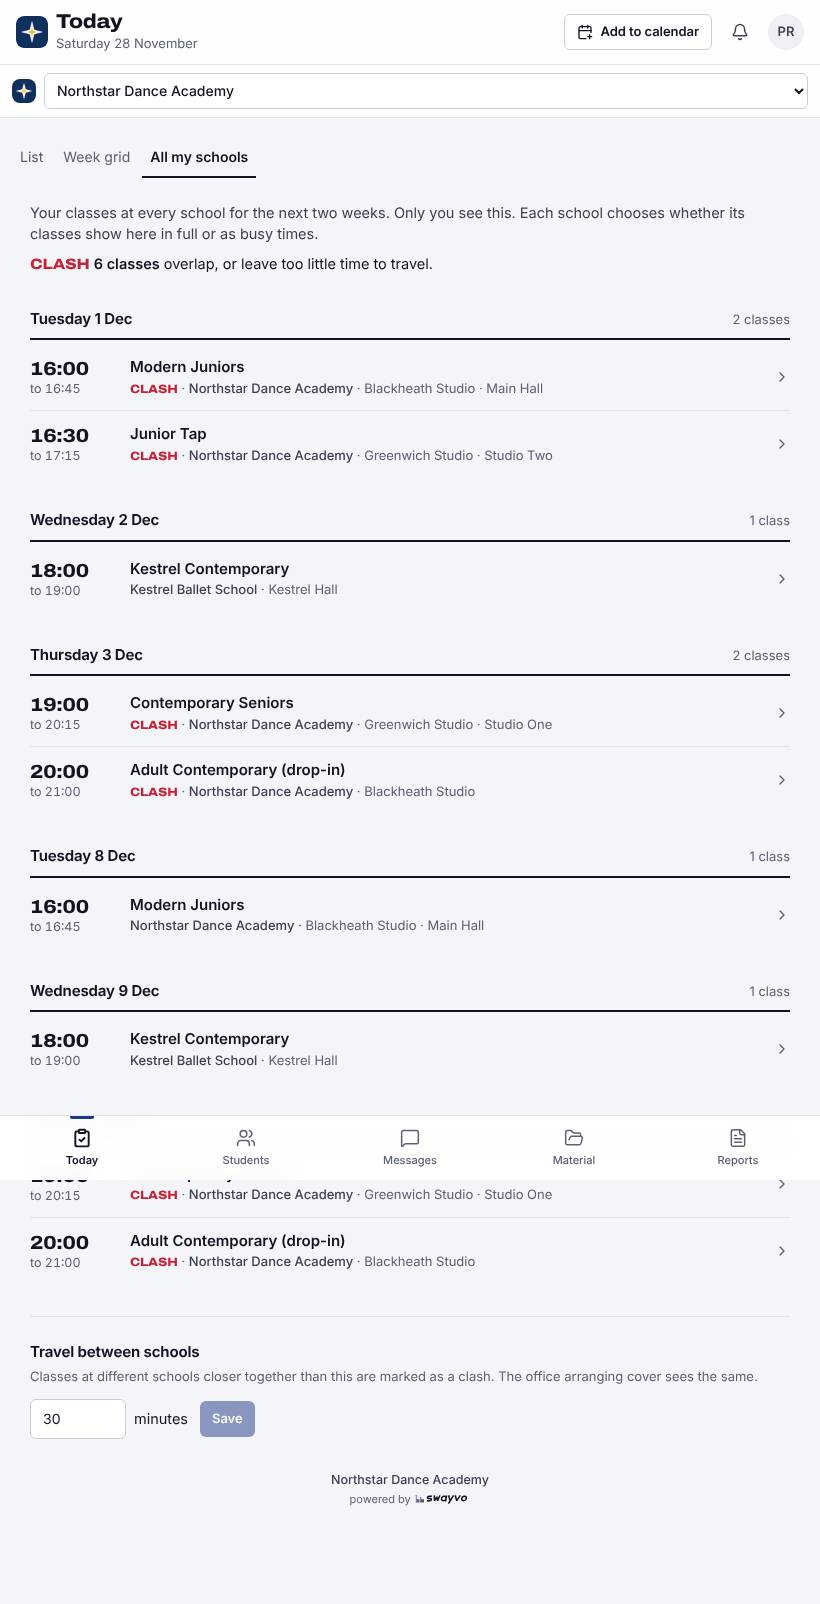 Today
Saturday 28 November
Add to calendar
PR
Northstar Dance Academy
List
Week grid
All my schools
Your classes at every school for the next two weeks. Only you see this. Each school chooses whether its
classes show here in full or as busy times.
CLASH 6 classes overlap, or leave too little time to travel.
Tuesday 1 Dec
2 classes
16:00
Modern Juniors
to 16:45
CLASH · Northstar Dance Academy · Blackheath Studio · Main Hall
16:30
Junior Tap
to 17:15
CLASH · Northstar Dance Academy · Greenwich Studio · Studio Two
Wednesday 2 Dec
1 class
18:00
Kestrel Contemporary
to 19:00
Kestrel Ballet School · Kestrel Hall
Thursday 3 Dec
2 classes
19:00
Contemporary Seniors
to 20:15
CLASH · Northstar Dance Academy · Greenwich Studio · Studio One
20:00
Adult Contemporary (drop-in)
to 21:00
CLASH · Northstar Dance Academy · Blackheath Studio
Tuesday 8 Dec
1 class
16:00
Modern Juniors
to 16:45
Northstar Dance Academy · Blackheath Studio · Main Hall
Wednesday 9 Dec
1 class
18:00
Kestrel Contemporary
to 19:00
Kestrel Ballet School · Kestrel Hall
Today
Students
Messages
Material
Reports
to 20:15
CLASH · Northstar Dance Academy · Greenwich Studio · Studio One
20:00
Adult Contemporary (drop-in)
to 21:00
CLASH · Northstar Dance Academy · Blackheath Studio
Travel between schools
Classes at different schools closer together than this are marked as a clash. The office arranging cover sees the same.
30
minutes
Save
Northstar Dance Academy
powered by swayvo